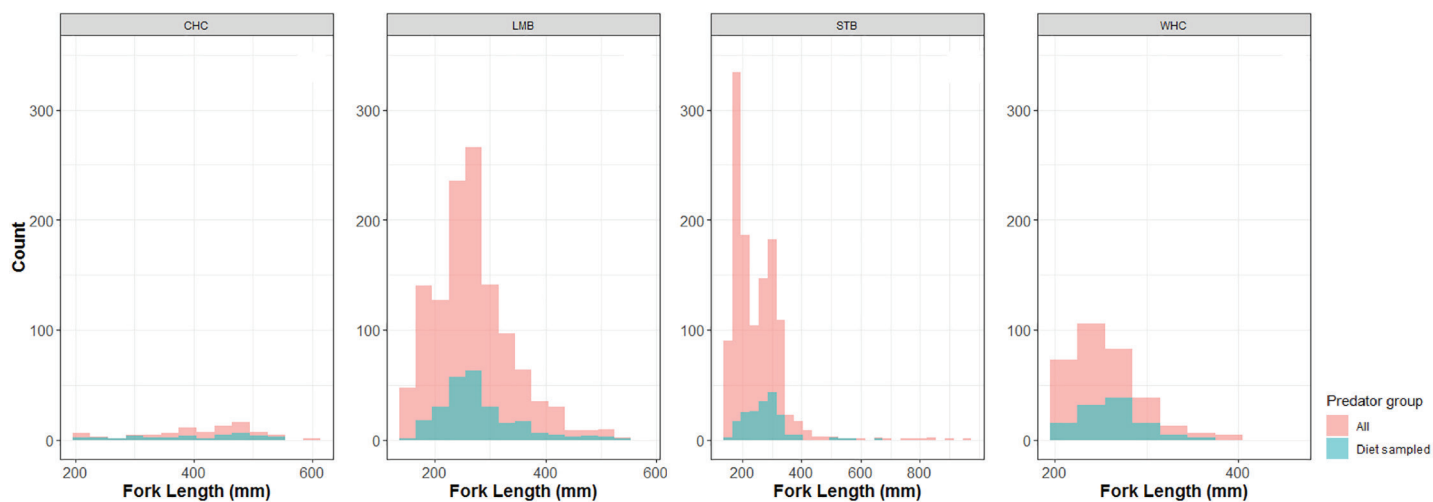 CHC LMB STB WHC
300 300 300 300
200 200 200 200
100 100 100 100
0 0 0 0
Count
200 400 600 200 400 600 200 400 600 800 200 400
Fork Length (mm) Fork Length (mm) Fork Length (mm) Fork Length (mm)
Predator group
All
Diet sampled